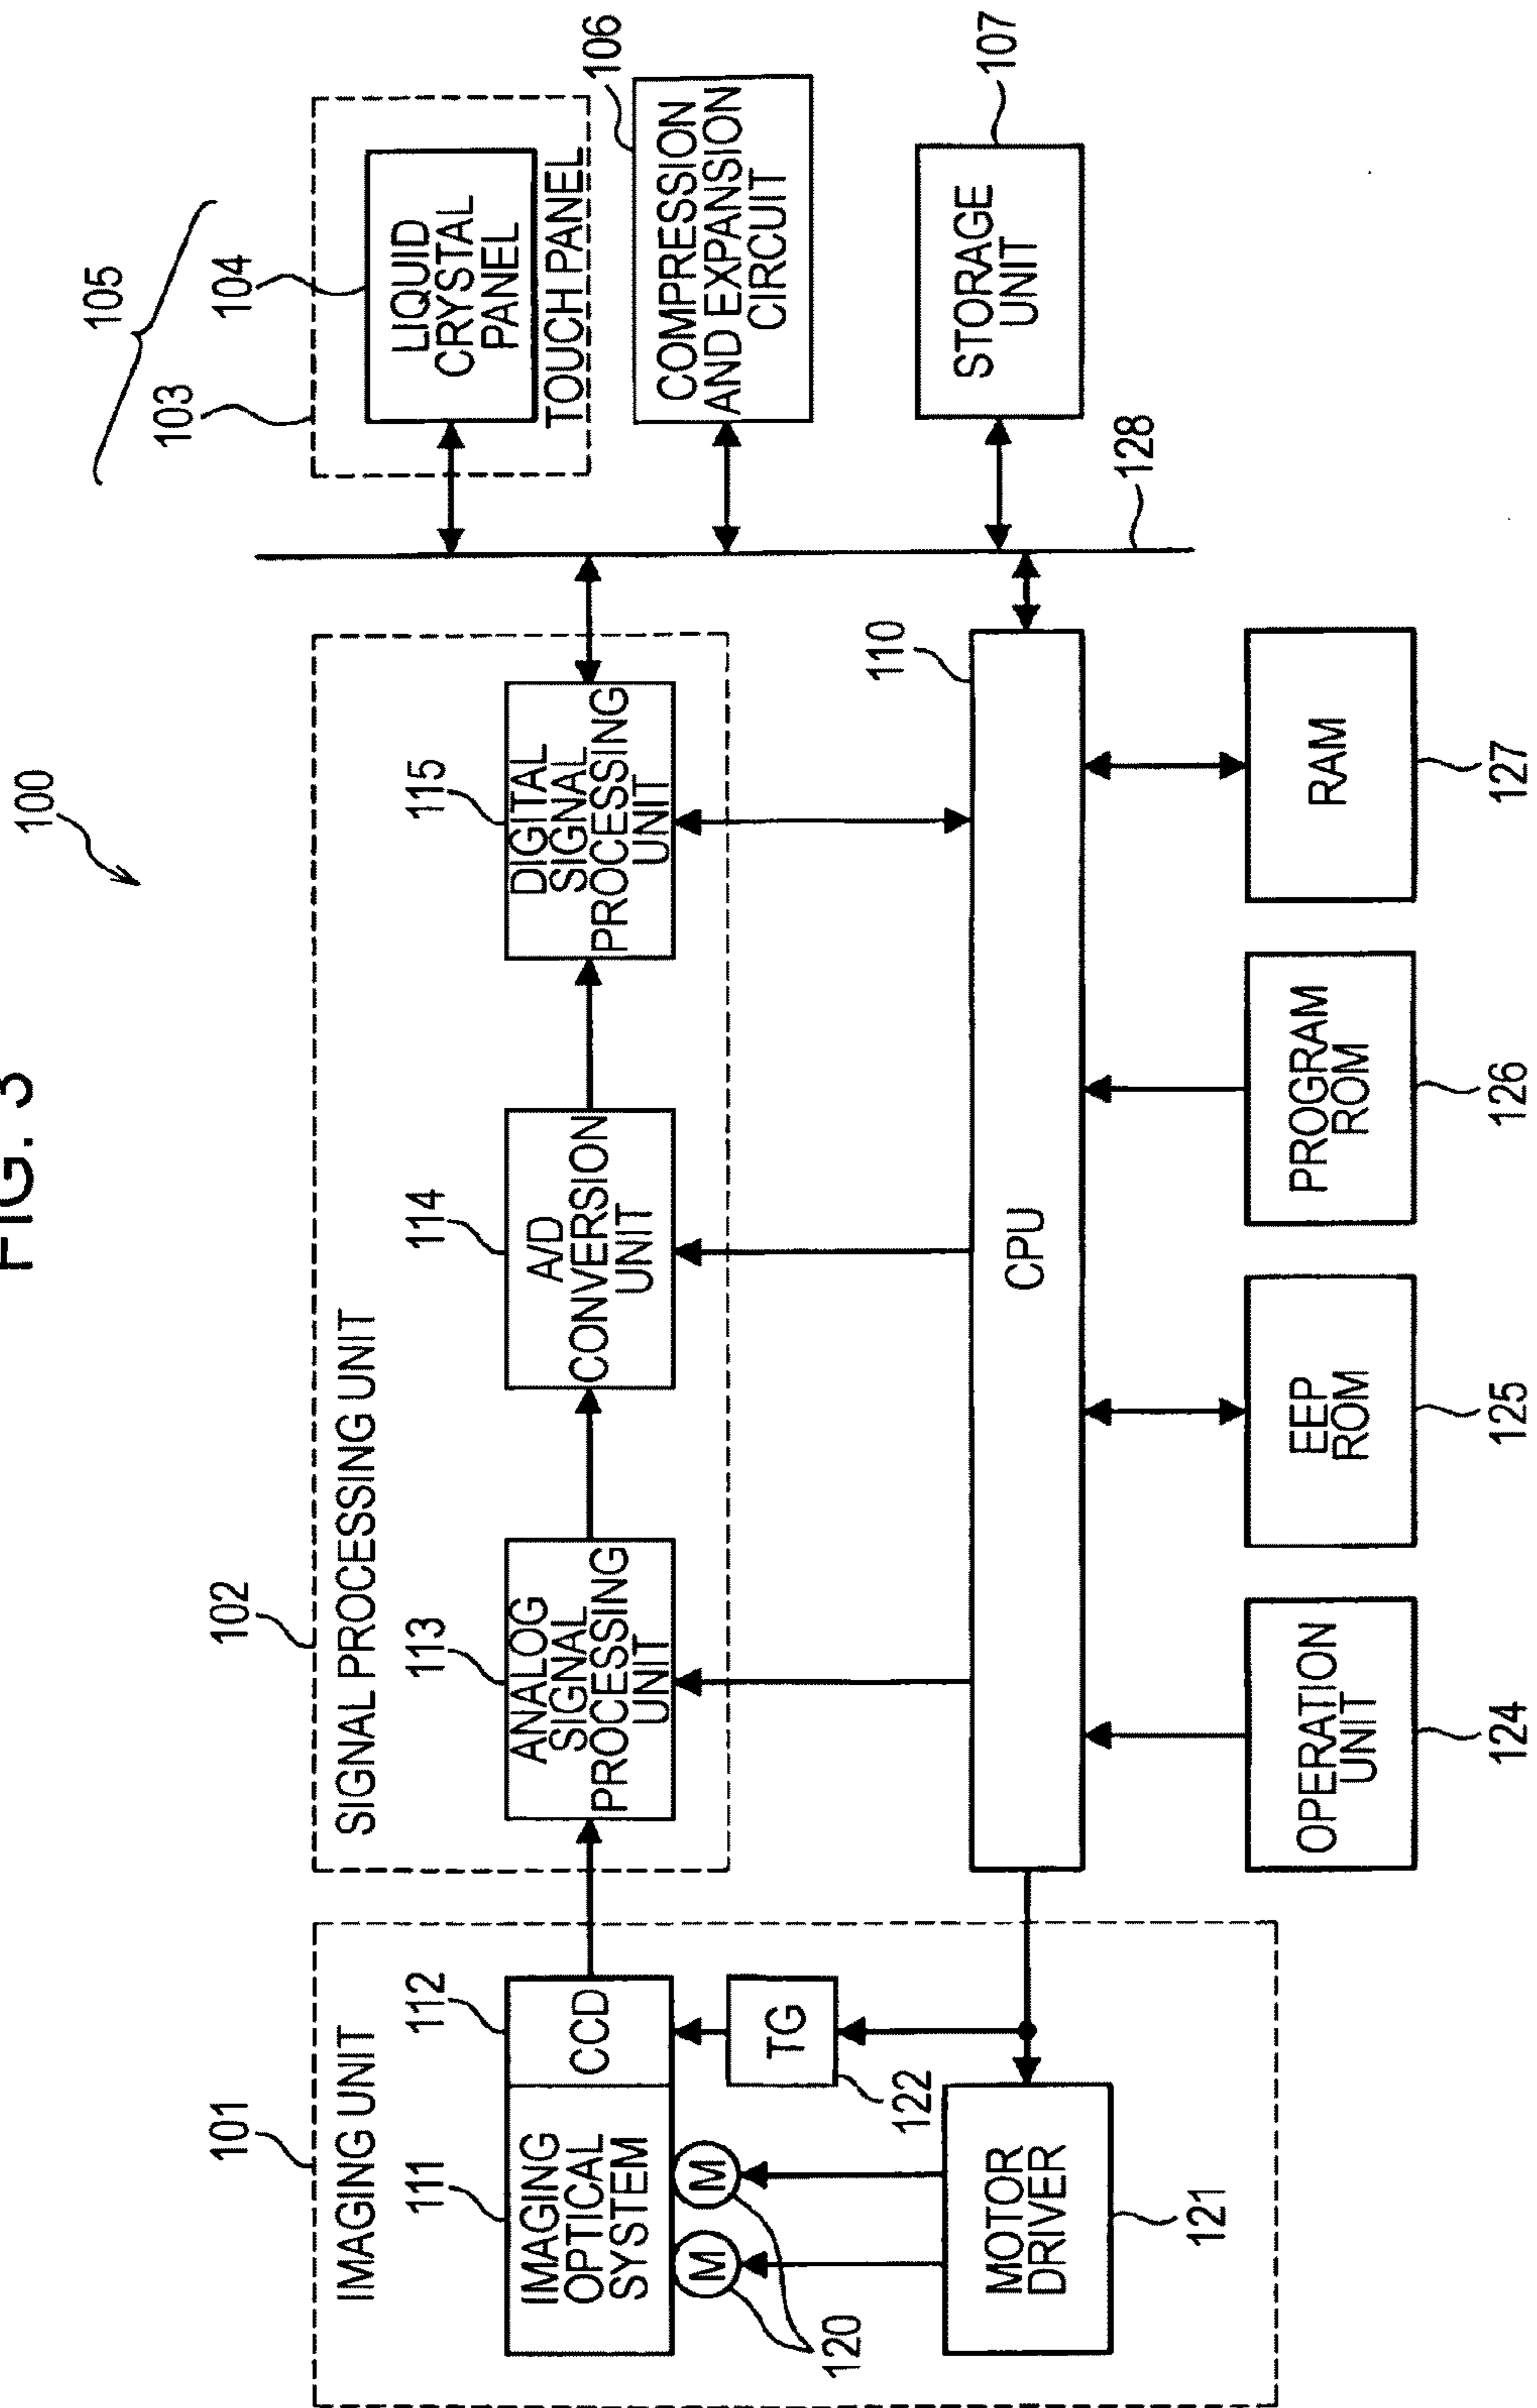 FIG. 3
100
101
IMAGING UNIT
111
IMAGING
OPTICAL
SYSTEM
112
CCD
M
M
120
TG
122
MOTOR
DRIVER
121
102
SIGNAL PROCESSING UNIT
113
ANALOG
SIGNAL
PROCESSING
UNIT
114
A/D
CONVERSION
UNIT
115
DIGITAL
SIGNAL
PROCESSING
UNIT
105
103
104
LIQUID
CRYSTAL
PANEL
TOUCH PANEL
106
COMPRESSION
AND EXPANSION
CIRCUIT
STORAGE
UNIT
107
128
110
CPU
OPERATION
UNIT
124
EEP
ROM
125
PROGRAM
ROM
126
RAM
127